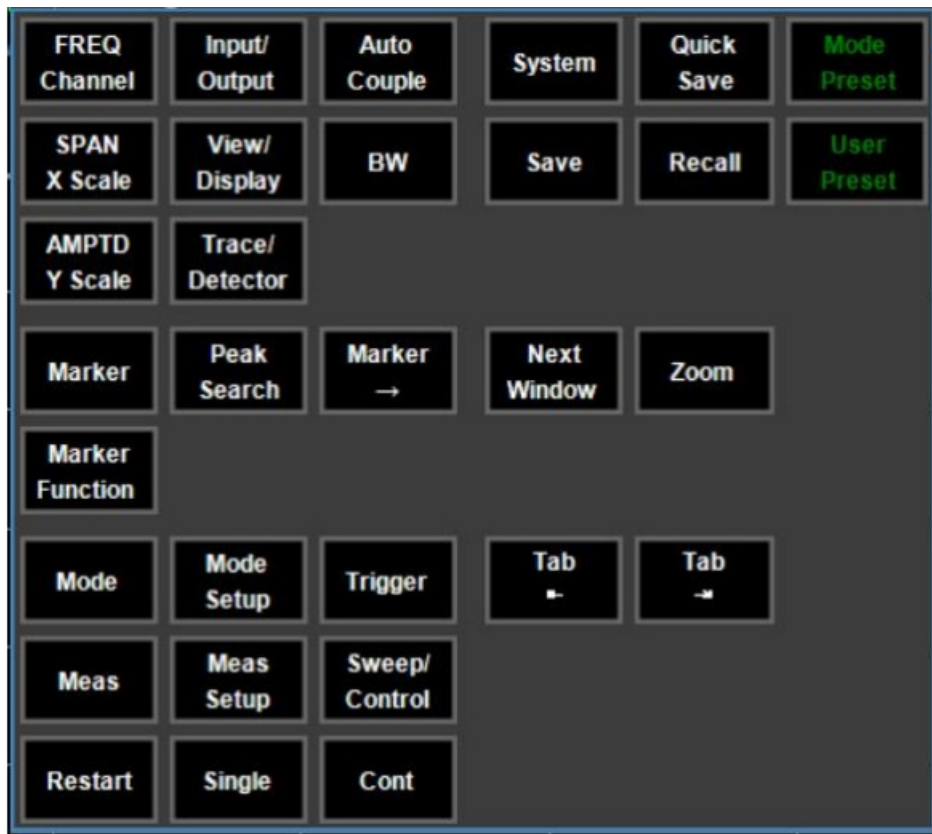 FREQ
Channel
Input/
Output
Auto
Couple
System
Quick
Save
Mode
Preset
SPAN
X Scale
View/
Display
BW
Save
Recall
User
Preset
AMPTD
Y Scale
Trace/
Detector
Marker
Peak
Search
Marker
→
Next
Window
Zoom
Marker
Function
Mode
Mode
Setup
Trigger
Tab
⇤
Tab
⇥
Meas
Meas
Setup
Sweep/
Control
Restart
Single
Cont